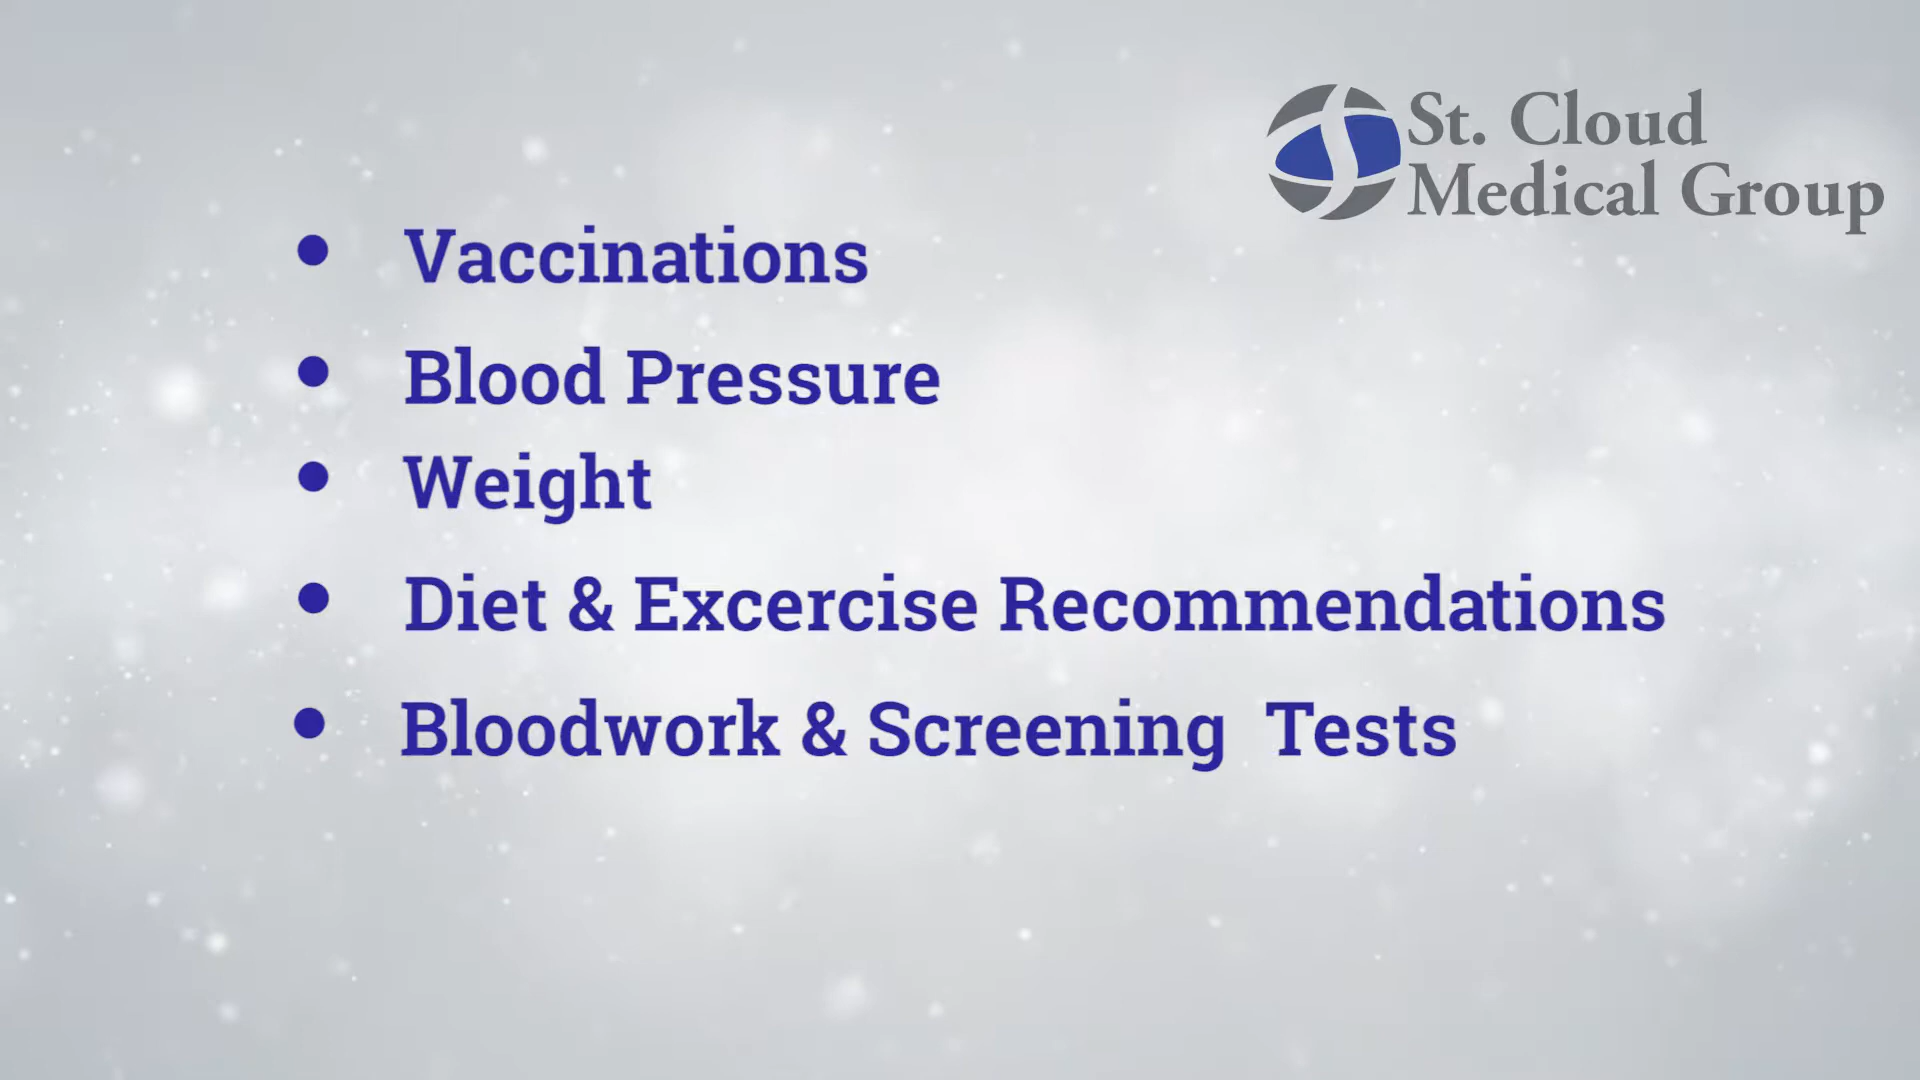 St. Cloud
Medical Group
• Vaccinations
• Blood Pressure
• Weight
• Diet & Excercise Recommendations
• Bloodwork & Screening  Tests